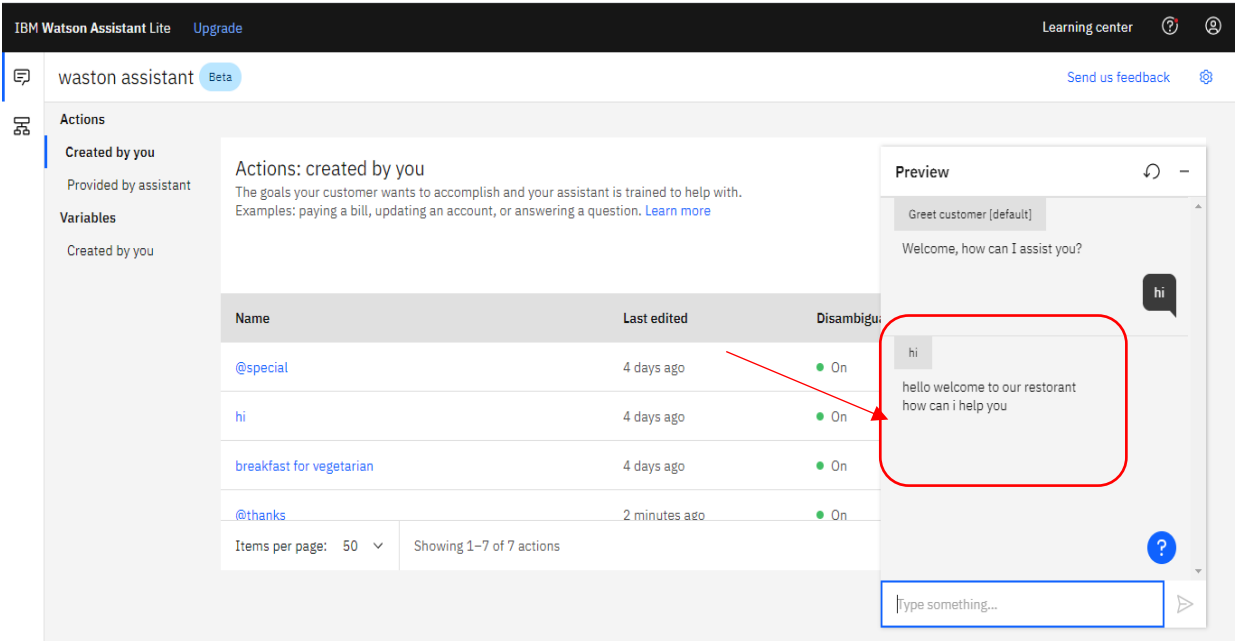 IBM Watson Assistant Lite Upgrade Learning center
waston assistant Beta Send us feedback
Actions
Created by you
Provided by assistant
Variables
Created by you
Actions: created by you
The goals your customer wants to accomplish and your assistant is trained to help with.
Examples: paying a bill, updating an account, or answering a question. Learn more
Name Last edited Disambigua
@special 4 days ago On
hi 4 days ago On
breakfast for vegetarian 4 days ago On
@thanks 2 minutes ago On
Items per page: 50 Showing 1–7 of 7 actions
Preview
Greet customer [default]
Welcome, how can I assist you?
hi
hi
hello welcome to our restorant
how can i help you
?
Type something...